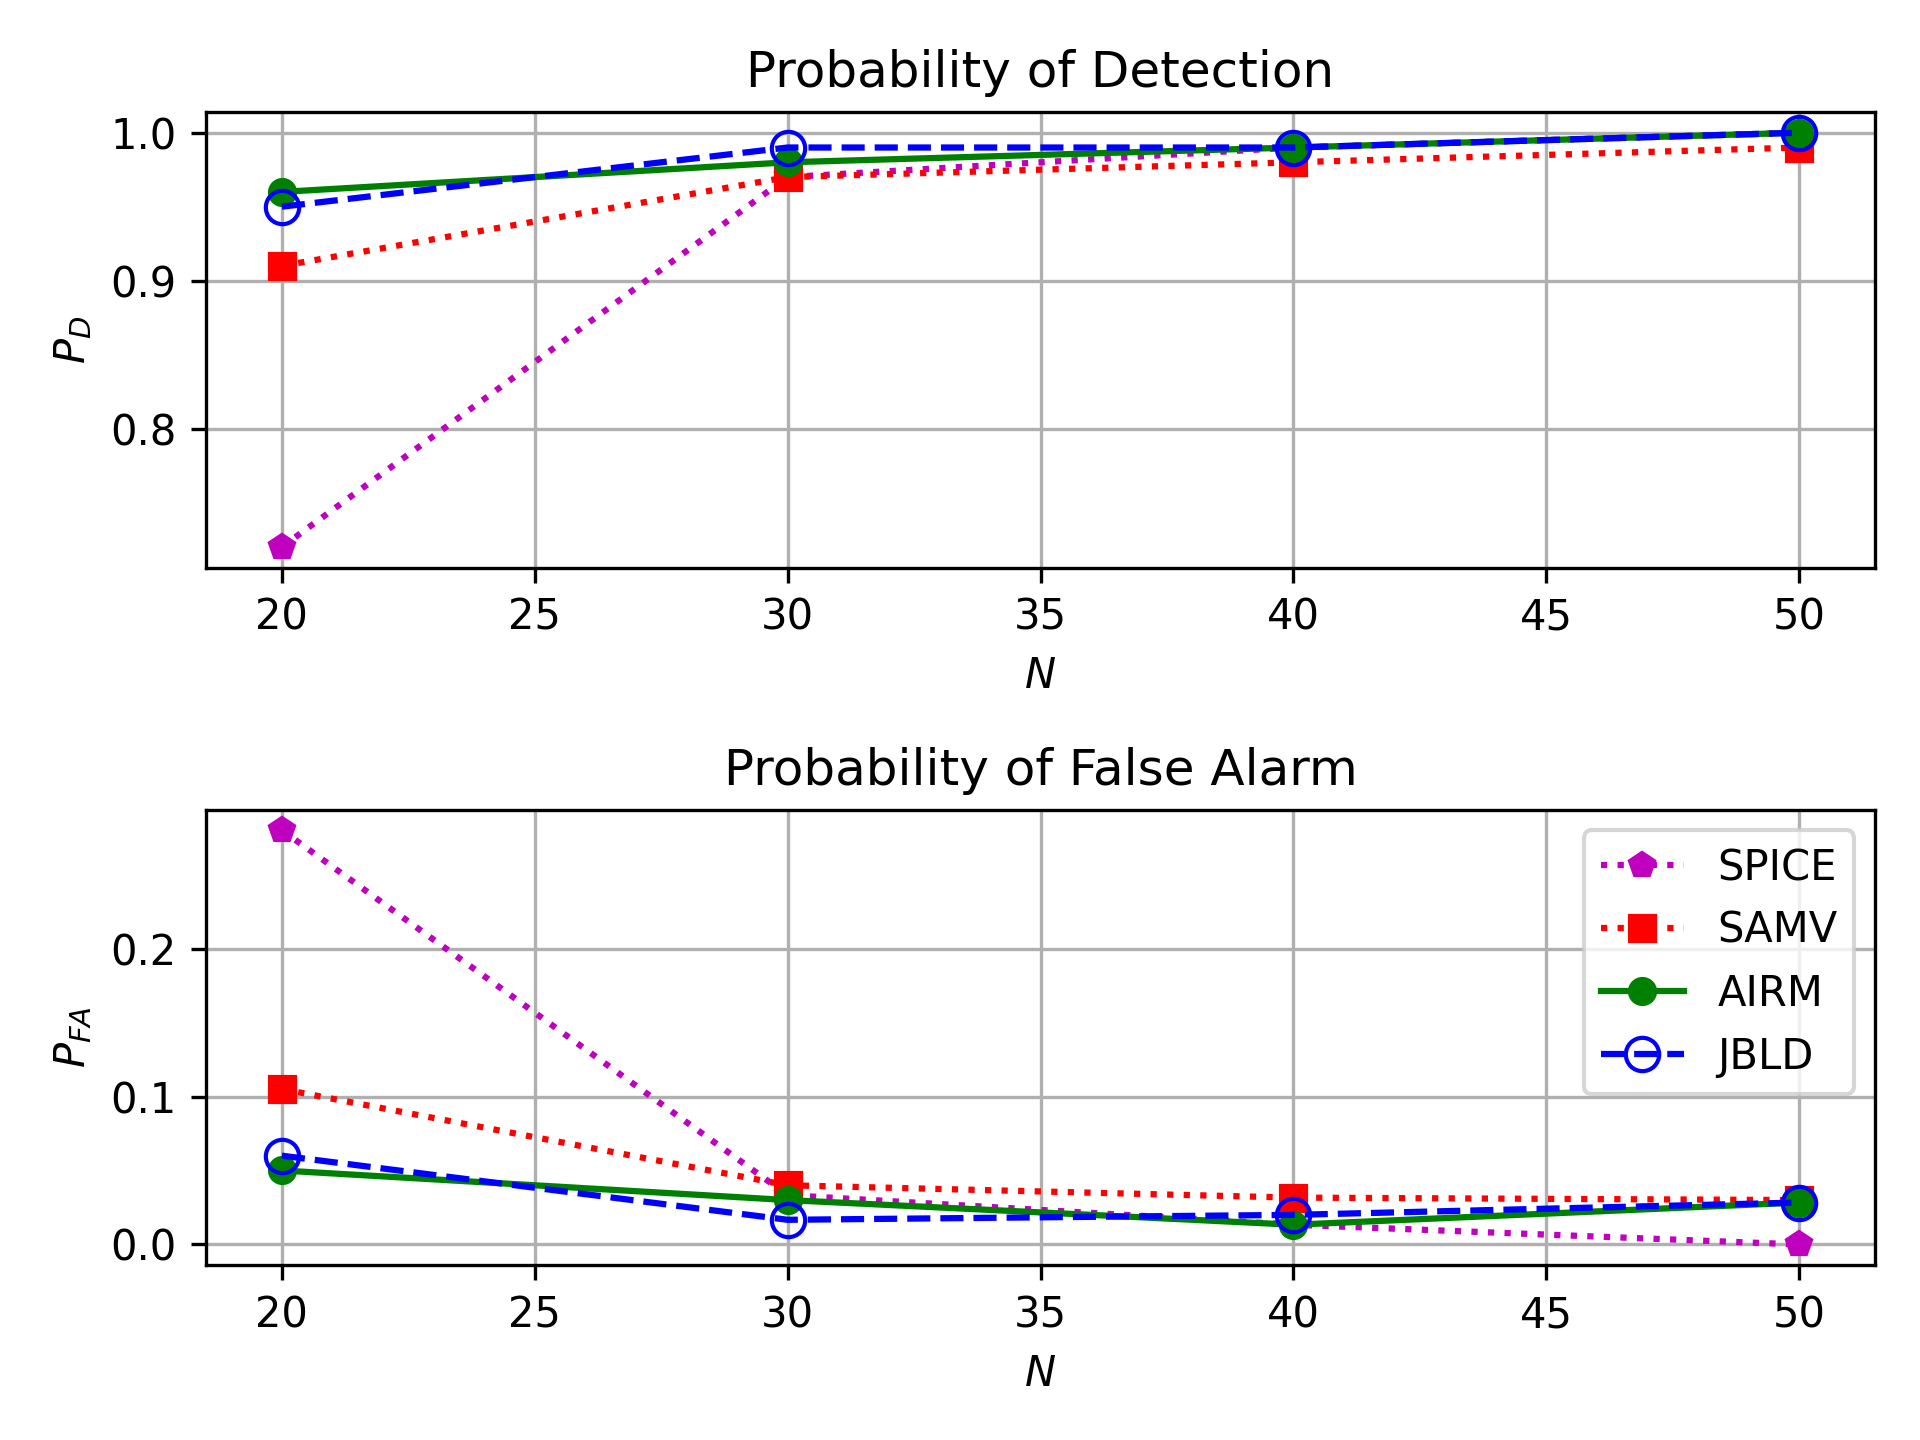 Probability of Detection
1.0
0.9
0.8
P_D
20 25 30 35 40 45 50
N
Probability of False Alarm
0.2
0.1
0.0
P_FA
SPICE
SAMV
AIRM
JBLD
20 25 30 35 40 45 50
N